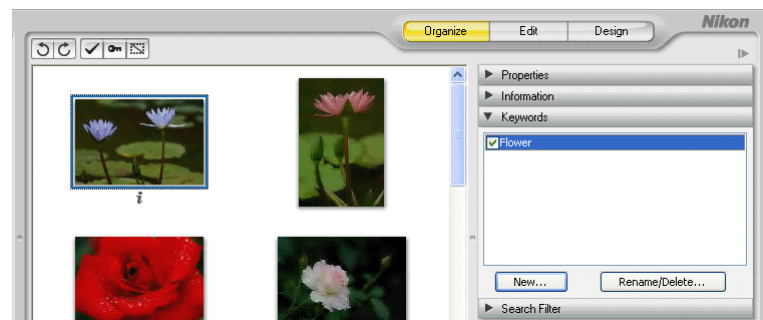 Nikon
Organize Edit Design
Properties
Information
Keywords
Flower
i
New... Rename/Delete...
Search Filter